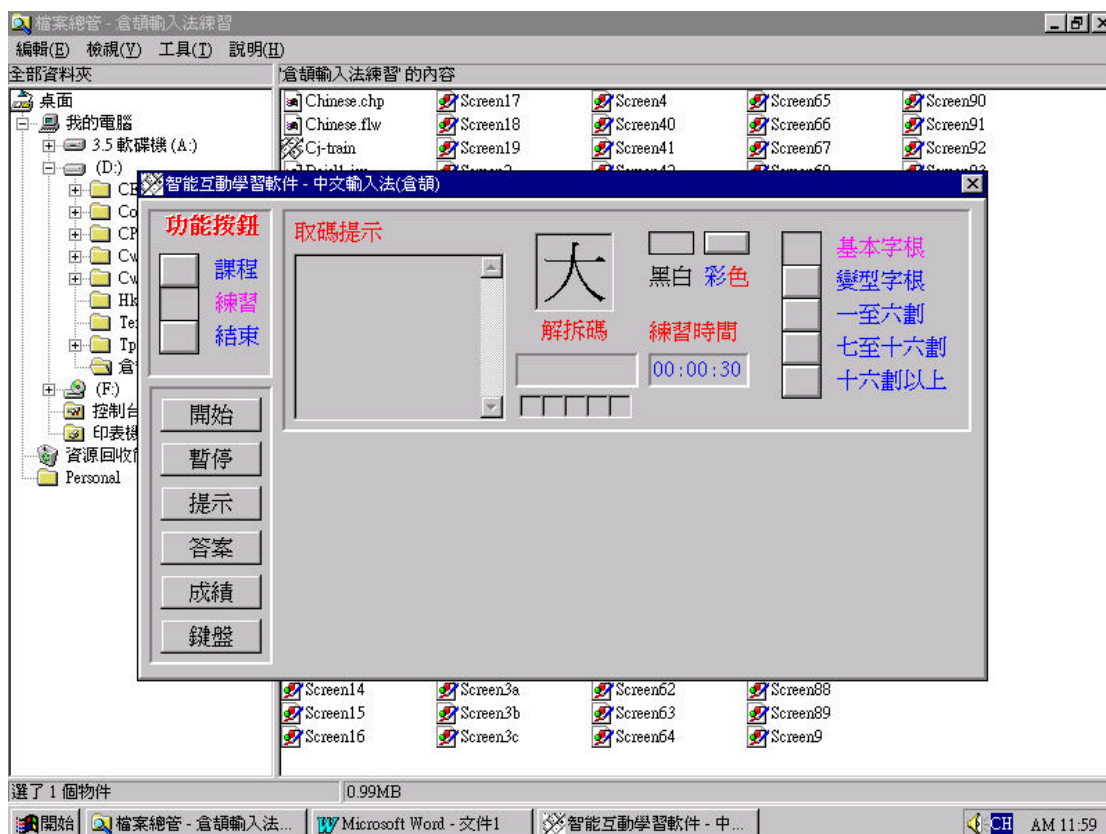 檔案總管 - 倉頡輸入法練習
編輯(E) 檢視(V) 工具(T) 說明(H)
全部資料夾
'倉頡輸入法練習' 的內容
桌面
我的電腦
3.5 軟碟機 (A:)
(D:)
Co
CP
Cw
Cw
Hk
Tp
倉
(F:)
控制台
印表機
資源回收
Personal
Chinese.chp
Chinese.flw
Cj-train
Screen17
Screen18
Screen19
Screen4
Screen40
Screen41
Screen65
Screen66
Screen67
Screen90
Screen91
Screen92
智能互動學習軟件 - 中文輸入法(倉頡)
功能按鈕
課程
練習
結束
開始
暫停
提示
答案
成績
鍵盤
取碼提示
大
解拆碼
黑白 彩色
練習時間
00:00:30
基本字根
變型字根
一至六劃
七至十六劃
十六劃以上
Screen14
Screen15
Screen16
Screen3a
Screen3b
Screen3c
Screen62
Screen63
Screen64
Screen88
Screen89
Screen9
選了 1 個物件
0.99MB
開始
檔案總管 - 倉頡輸入法...
Microsoft Word - 文件1
智能互動學習軟件 - 中...
CH
AM 11:59